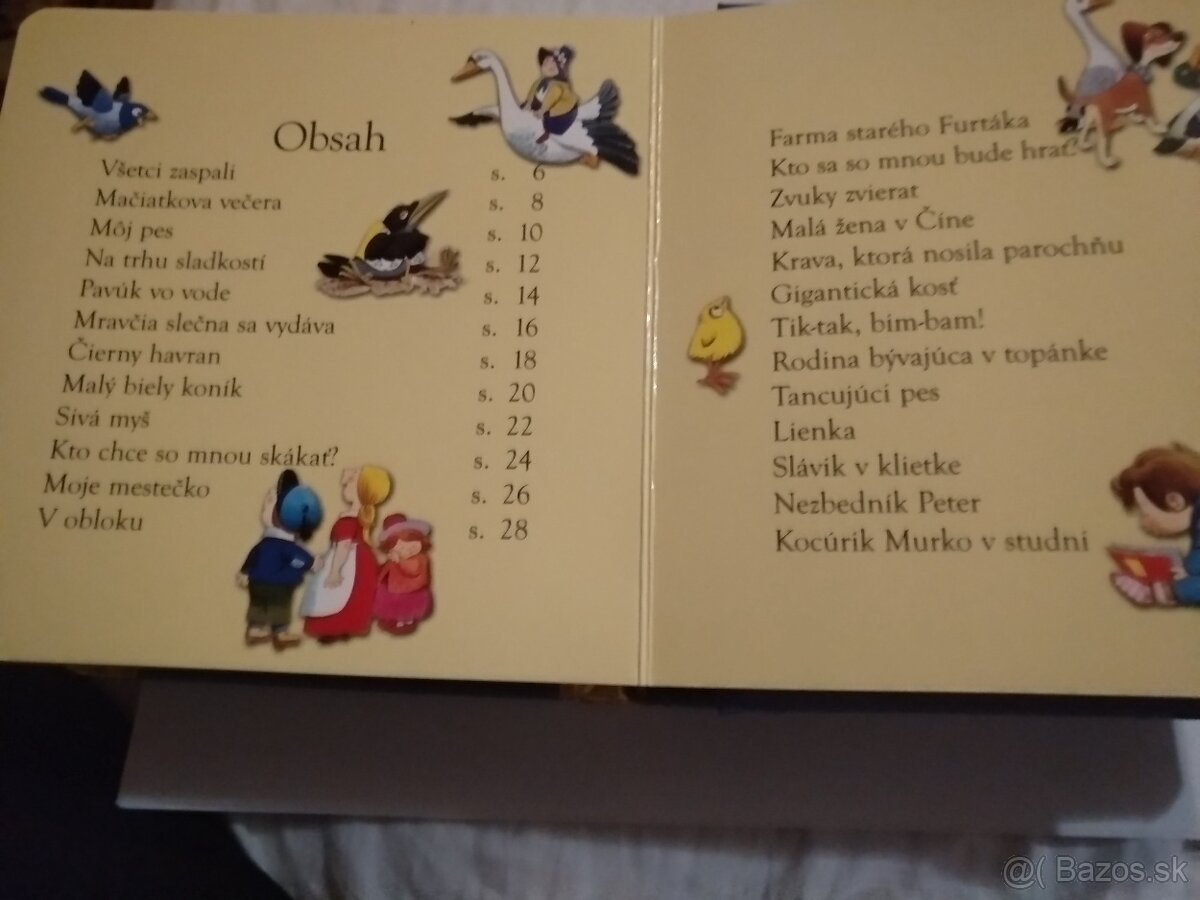 Obsah
Všetci zaspali s. 6
Mačiatkova večera s. 8
Môj pes s. 10
Na trhu sladkostí s. 12
Pavúk vo vode s. 14
Mravčia slečna sa vydáva s. 16
Čierny havran s. 18
Malý biely koník s. 20
Sivá myš s. 22
Kto chce so mnou skákať? s. 24
Moje mestečko s. 26
V obloku s. 28
Farma starého Furtáka
Kto sa so mnou bude hrať?
Zvuky zvierat
Malá žena v Číne
Krava, ktorá nosila parochňu
Gigantická kosť
Tik-tak, bim-bam!
Rodina bývajúca v topánke
Tancujúci pes
Lienka
Slávik v klietke
Nezbedník Peter
Kocúrik Murko v studni
@( Bazos.sk